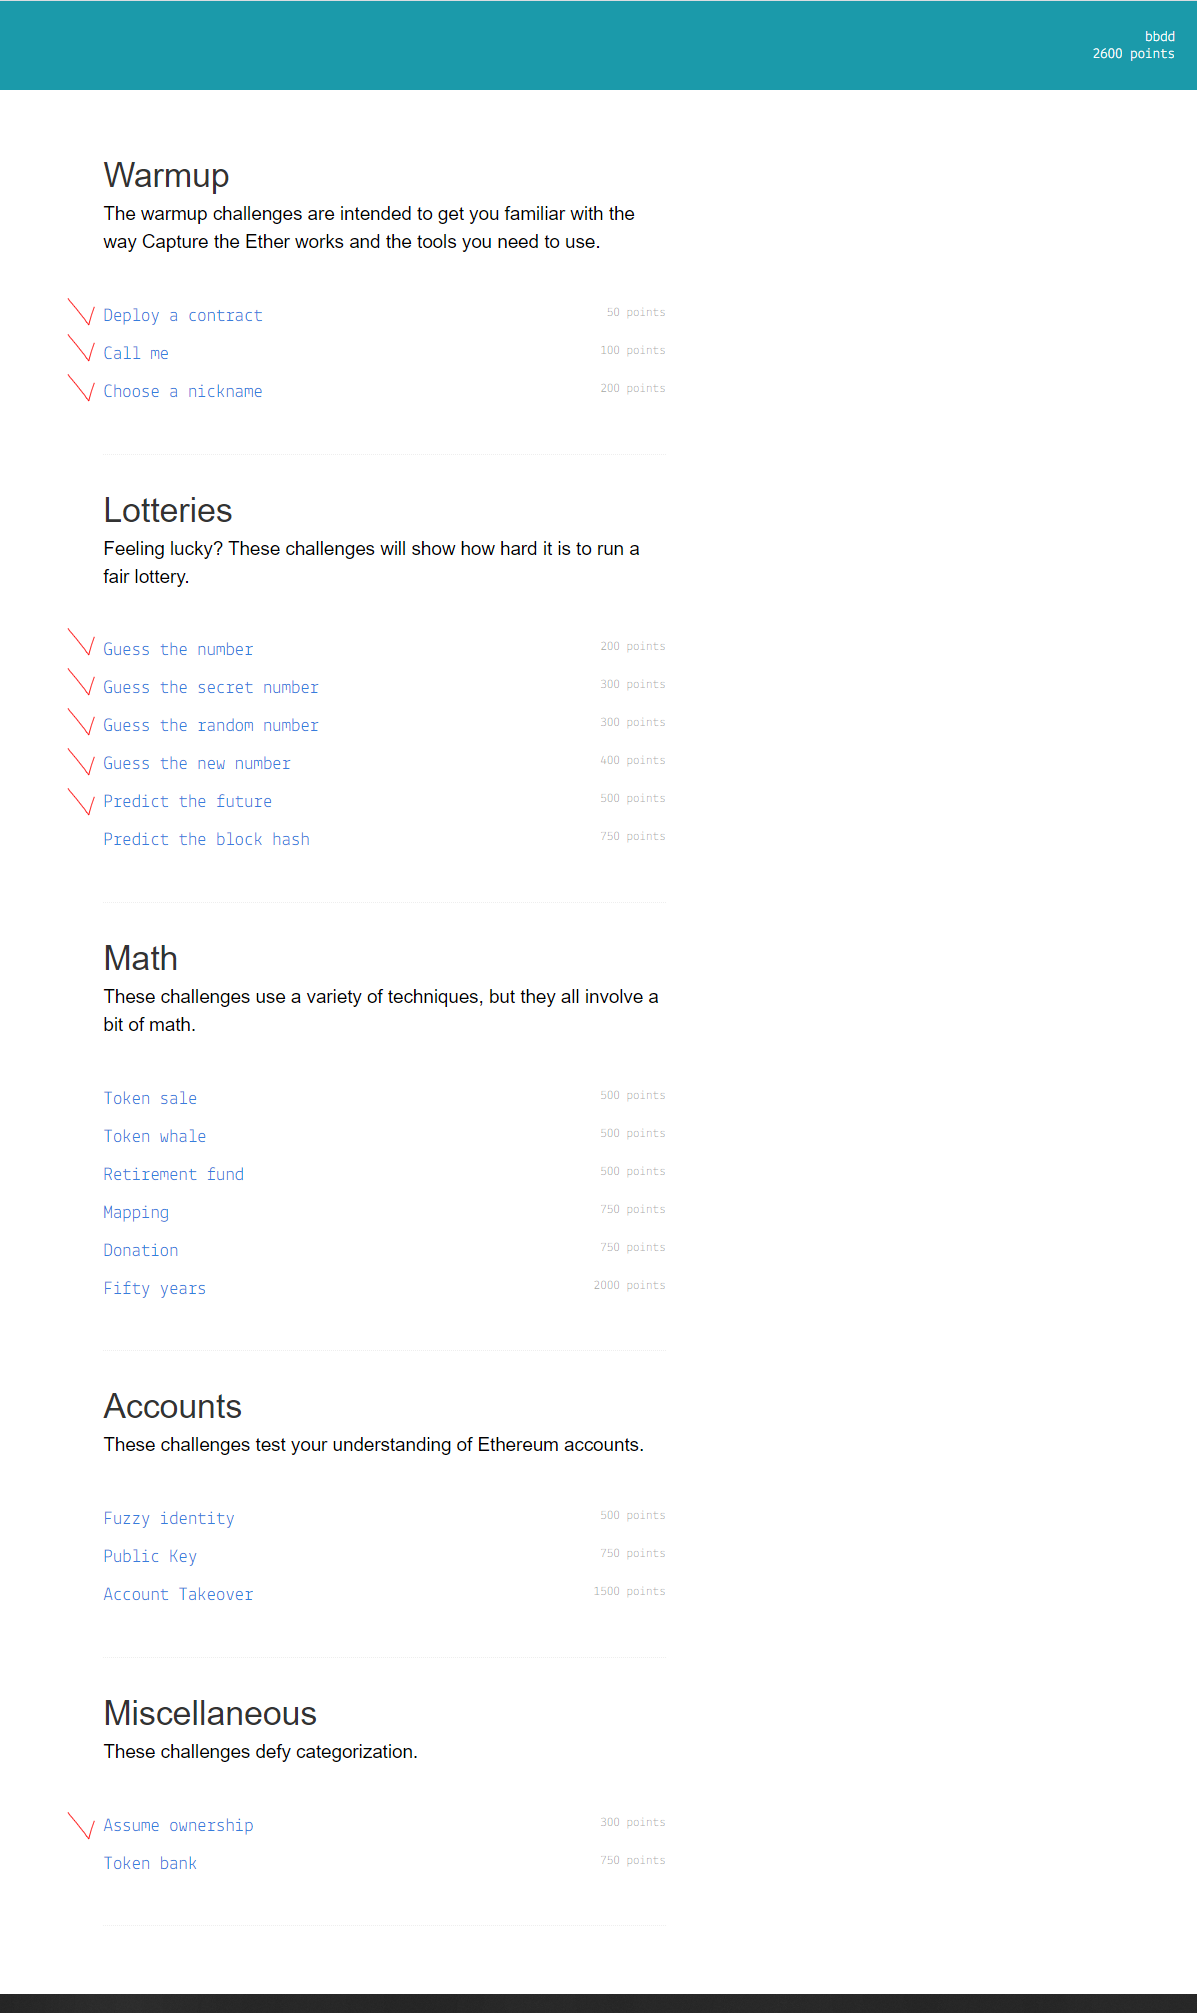 bbdd
2600 points
Warmup
The warmup challenges are intended to get you familiar with the
way Capture the Ether works and the tools you need to use.
Deploy a contract 50 points
Call me 100 points
Choose a nickname 200 points
Lotteries
Feeling lucky? These challenges will show how hard it is to run a
fair lottery.
Guess the number 200 points
Guess the secret number 300 points
Guess the random number 300 points
Guess the new number 400 points
Predict the future 500 points
Predict the block hash 750 points
Math
These challenges use a variety of techniques, but they all involve a
bit of math.
Token sale 500 points
Token whale 500 points
Retirement fund 500 points
Mapping 750 points
Donation 750 points
Fifty years 2000 points
Accounts
These challenges test your understanding of Ethereum accounts.
Fuzzy identity 500 points
Public Key 750 points
Account Takeover 1500 points
Miscellaneous
These challenges defy categorization.
Assume ownership 300 points
Token bank 750 points